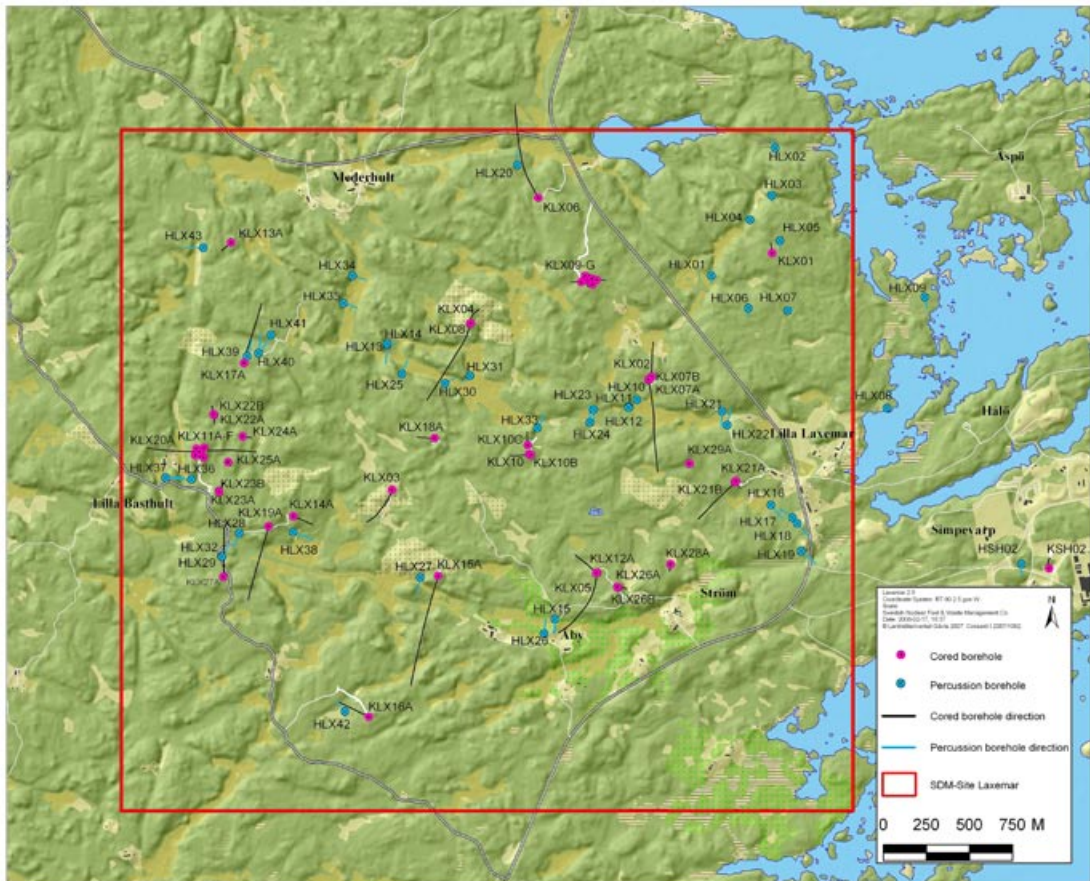 HLX02
Äspö
Mederhult
HLX20
HLX03
KLX06
HLX04
HLX43
KLX13A
HLX05
KLX01
HLX34
KLX09-G
HLX01
HLX09
HLX35
KLX04
HLX06
HLX07
KLX08
HLX41
HLX14
HLX13
HLX39
HLX40
KLX17A
HLX31
KLX02
HLX25
HLX30
KLX07B
KLX07A
HLX10
HLX11
HLX23
HLX21
HLX08
Hålö
KLX22B
KLX22A
HLX33
HLX12
HLX24
HLX22
Lilla Laxemar
KLX20A
KLX11A-F
KLX24A
KLX18A
KLX10C
KLX10
KLX10B
KLX29A
KLX25A
HLX37
HLX36
KLX21A
KLX21B
KLX03
KLX23B
KLX23A
Lilla Basthult
KLX14A
HLX16
KLX19A
HLX17
HLX28
HLX18
Simpevarp
HLX38
HLX32
HLX19
HSH02
KSH02
HLX29
KLX12A
KLX28A
HLX27
KLX15A
KLX05
KLX26A
KLX26B
Ström
HLX15
HLX26
Äby
HLX42
KLX16A
N
Cored borehole
Percussion borehole
Cored borehole direction
Percussion borehole direction
SDM-Site Laxemar
0 250 500 750 M